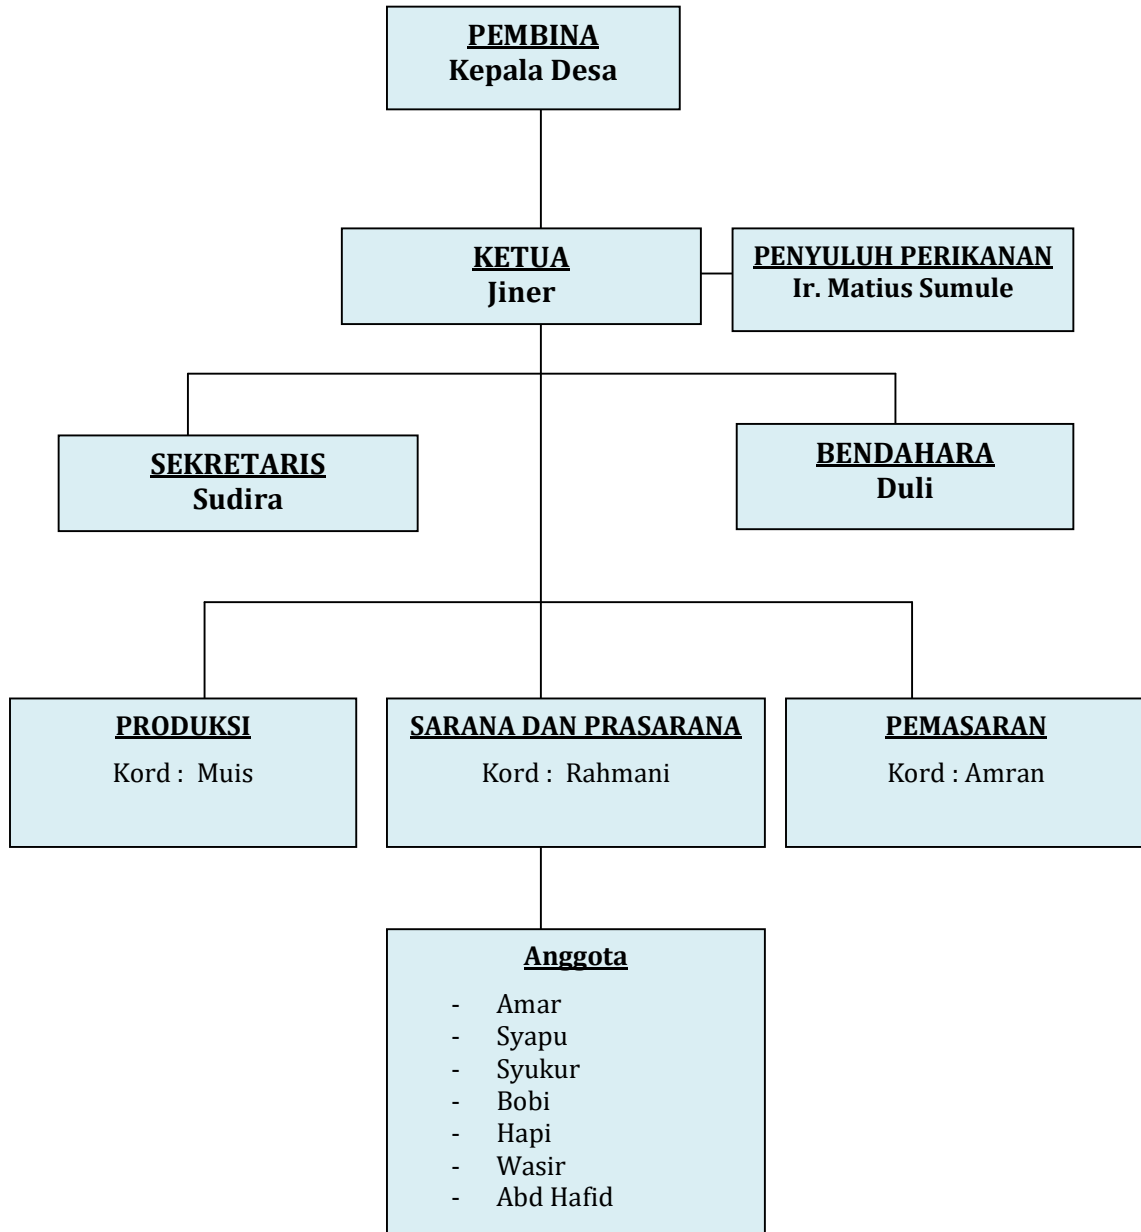 PEMBINA
Kepala Desa
KETUA
Jiner
PENYULUH PERIKANAN
Ir. Matius Sumule
SEKRETARIS
Sudira
BENDAHARA
Duli
PRODUKSI
Kord :  Muis
SARANA DAN PRASARANA
Kord :  Rahmani
PEMASARAN
Kord : Amran
Anggota
- Amar
- Syapu
- Syukur
- Bobi
- Hapi
- Wasir
- Abd Hafid